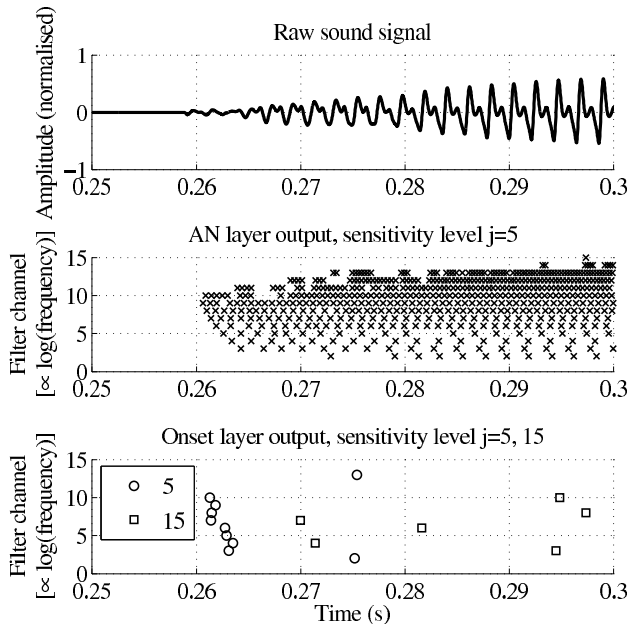 Raw sound signal
Amplitude (normalised)
1
0
−1
0.25 0.26 0.27 0.28 0.29 0.3
AN layer output, sensitivity level j=5
Filter channel
[∝ log(frequency)]
15
10
5
0
0.25 0.26 0.27 0.28 0.29 0.3
Onset layer output, sensitivity level j=5, 15
Filter channel
[∝ log(frequency)]
15
10
5
0
5
15
0.25 0.26 0.27 0.28 0.29 0.3
Time (s)